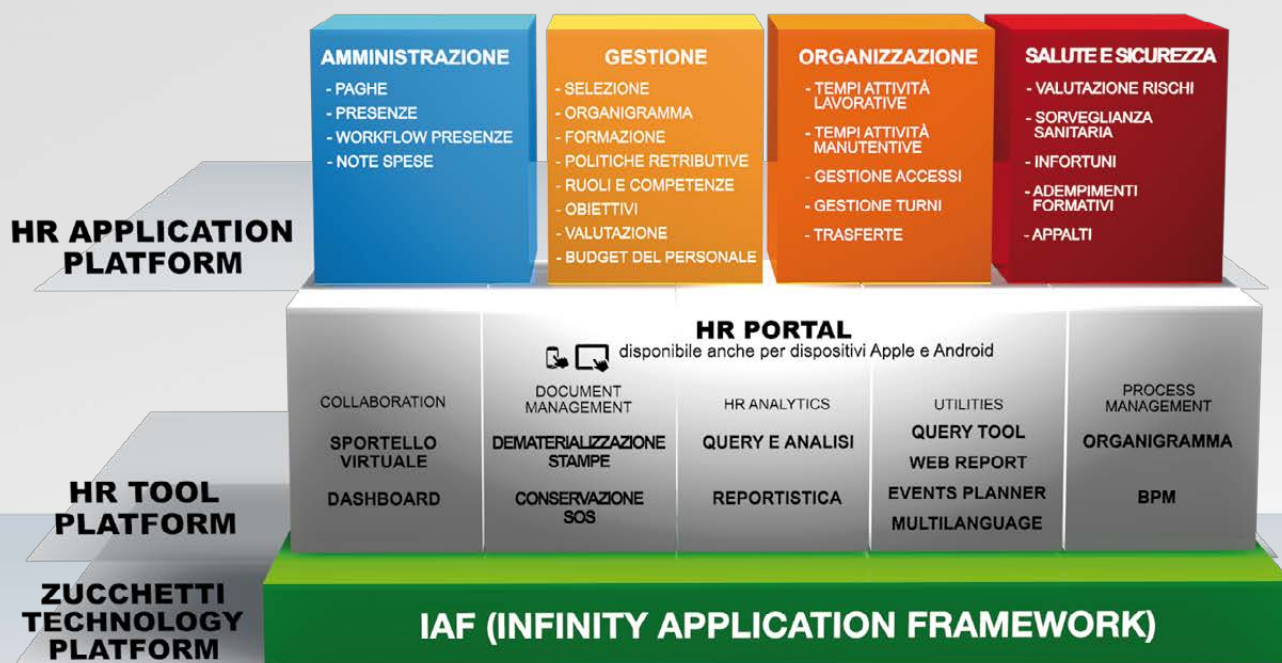 AMMINISTRAZIONE
- PAGHE
- PRESENZE
- WORKFLOW PRESENZE
- NOTE SPESE
GESTIONE
- SELEZIONE
- ORGANIGRAMMA
- FORMAZIONE
- POLITICHE RETRIBUTIVE
- RUOLI E COMPETENZE
- OBIETTIVI
- VALUTAZIONE
- BUDGET DEL PERSONALE
ORGANIZZAZIONE
- TEMPI ATTIVITÀ
LAVORATIVE
- TEMPI ATTIVITÀ
MANUTENTIVE
- GESTIONE ACCESSI
- GESTIONE TURNI
- TRASFERTE
SALUTE E SICUREZZA
- VALUTAZIONE RISCHI
- SORVEGLIANZA
SANITARIA
- INFORTUNI
- ADEMPIMENTI
FORMATIVI
- APPALTI
HR APPLICATION
PLATFORM
HR PORTAL
disponibile anche per dispositivi Apple e Android
COLLABORATION
SPORTELLO
VIRTUALE
DASHBOARD
DOCUMENT
MANAGEMENT
DEMATERIALIZZAZIONE
STAMPE
CONSERVAZIONE
SOS
HR ANALYTICS
QUERY E ANALISI
REPORTISTICA
UTILITIES
QUERY TOOL
WEB REPORT
EVENTS PLANNER
MULTILANGUAGE
PROCESS
MANAGEMENT
ORGANIGRAMMA
BPM
HR TOOL
PLATFORM
ZUCCHETTI
TECHNOLOGY
PLATFORM
IAF (INFINITY APPLICATION FRAMEWORK)